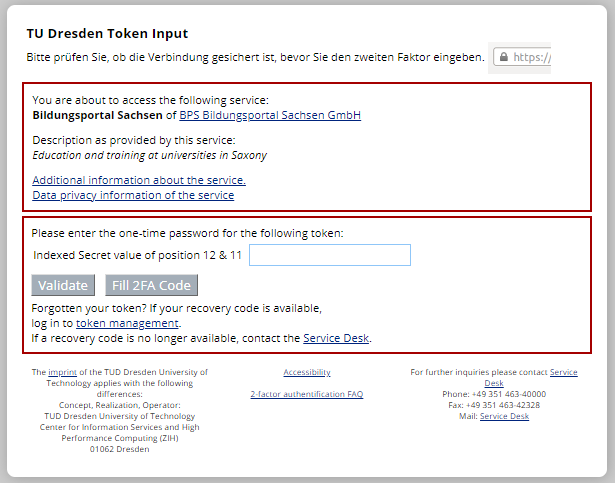 TU Dresden Token Input
Bitte prüfen Sie, ob die Verbindung gesichert ist, bevor Sie den zweiten Faktor eingeben. https:/
You are about to access the following service:
Bildungsportal Sachsen of BPS Bildungsportal Sachsen GmbH
Description as provided by this service:
Education and training at universities in Saxony
Additional information about the service.
Data privacy information of the service
Please enter the one-time password for the following token:
Indexed Secret value of position 12 & 11
Validate Fill 2FA Code
Forgotten your token? If your recovery code is available,
log in to token management.
If a recovery code is no longer available, contact the Service Desk.
The imprint of the TUD Dresden University of
Technology applies with the following
differences:
Concept, Realization, Operator:
TUD Dresden University of Technology
Center for Information Services and High
Performance Computing (ZIH)
01062 Dresden
Accessibility
2-factor authentification FAQ
For further inquiries please contact Service
Desk
Phone: +49 351 463-40000
Fax: +49 351 463-42328
Mail: Service Desk